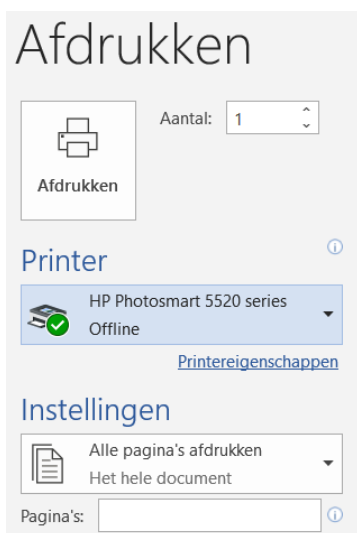 Afdrukken
Aantal: 1
Afdrukken
Printer
HP Photosmart 5520 series
Offline
Printereigenschappen
Instellingen
Alle pagina's afdrukken
Het hele document
Pagina's: